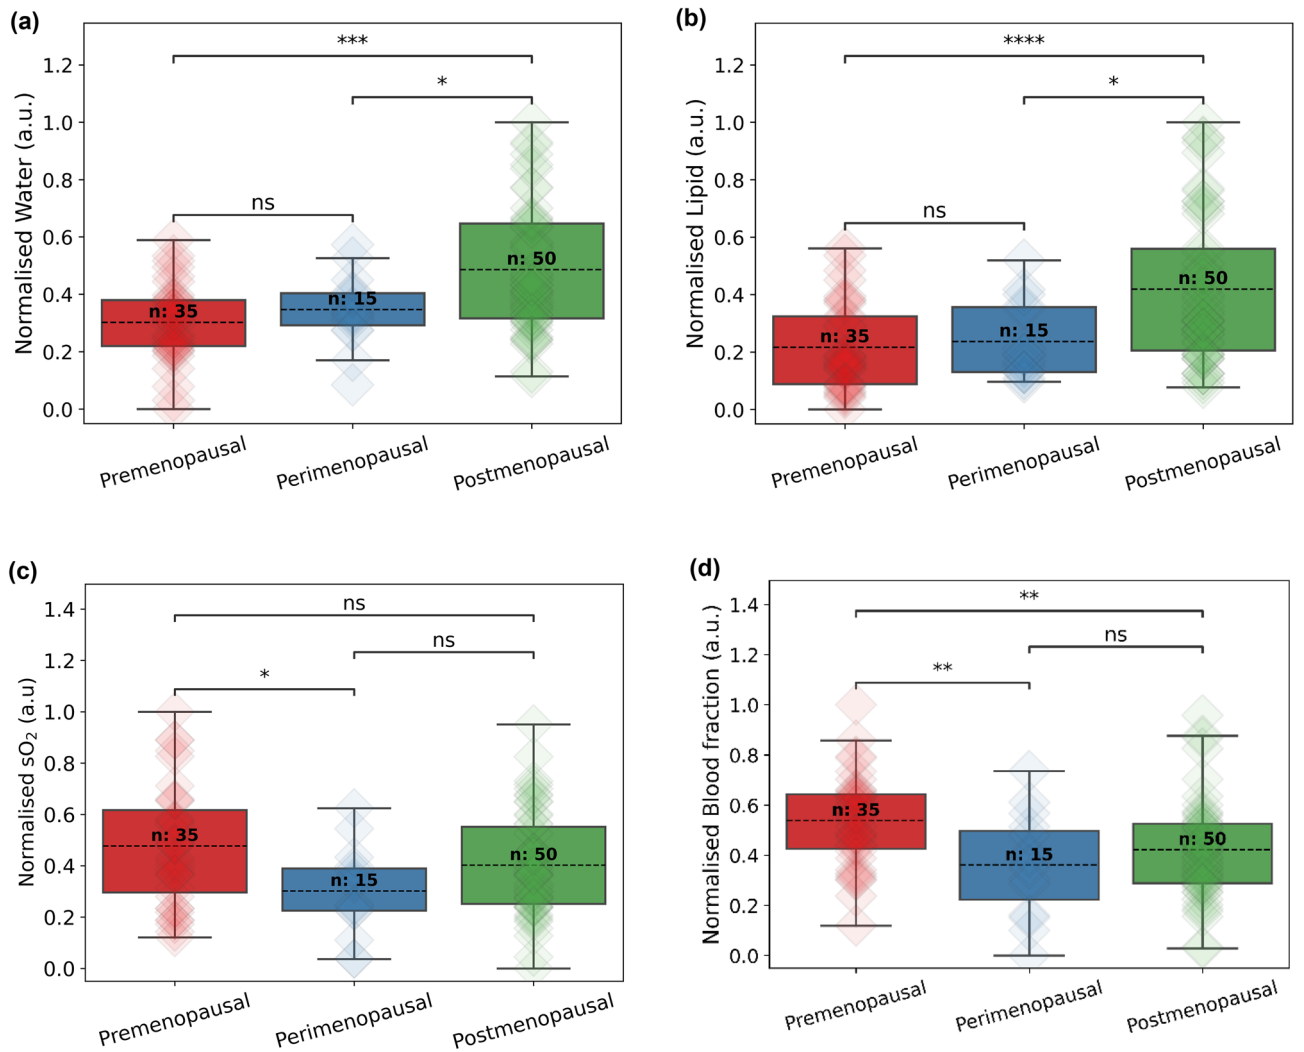 (a)
Normalised Water (a.u.)
1.2
1.0
0.8
0.6
0.4
0.2
0.0
***
*
ns
n: 35
n: 15
n: 50
Premenopausal
Perimenopausal
Postmenopausal
(b)
Normalised Lipid (a.u.)
1.2
1.0
0.8
0.6
0.4
0.2
0.0
****
*
ns
n: 35
n: 15
n: 50
Premenopausal
Perimenopausal
Postmenopausal
(c)
Normalised sO₂ (a.u)
1.4
1.2
1.0
0.8
0.6
0.4
0.2
0.0
ns
ns
*
n: 35
n: 15
n: 50
Premenopausal
Perimenopausal
Postmenopausal
(d)
Normalised Blood fraction (a.u.)
1.4
1.2
1.0
0.8
0.6
0.4
0.2
0.0
**
ns
**
n: 35
n: 15
n: 50
Premenopausal
Perimenopausal
Postmenopausal